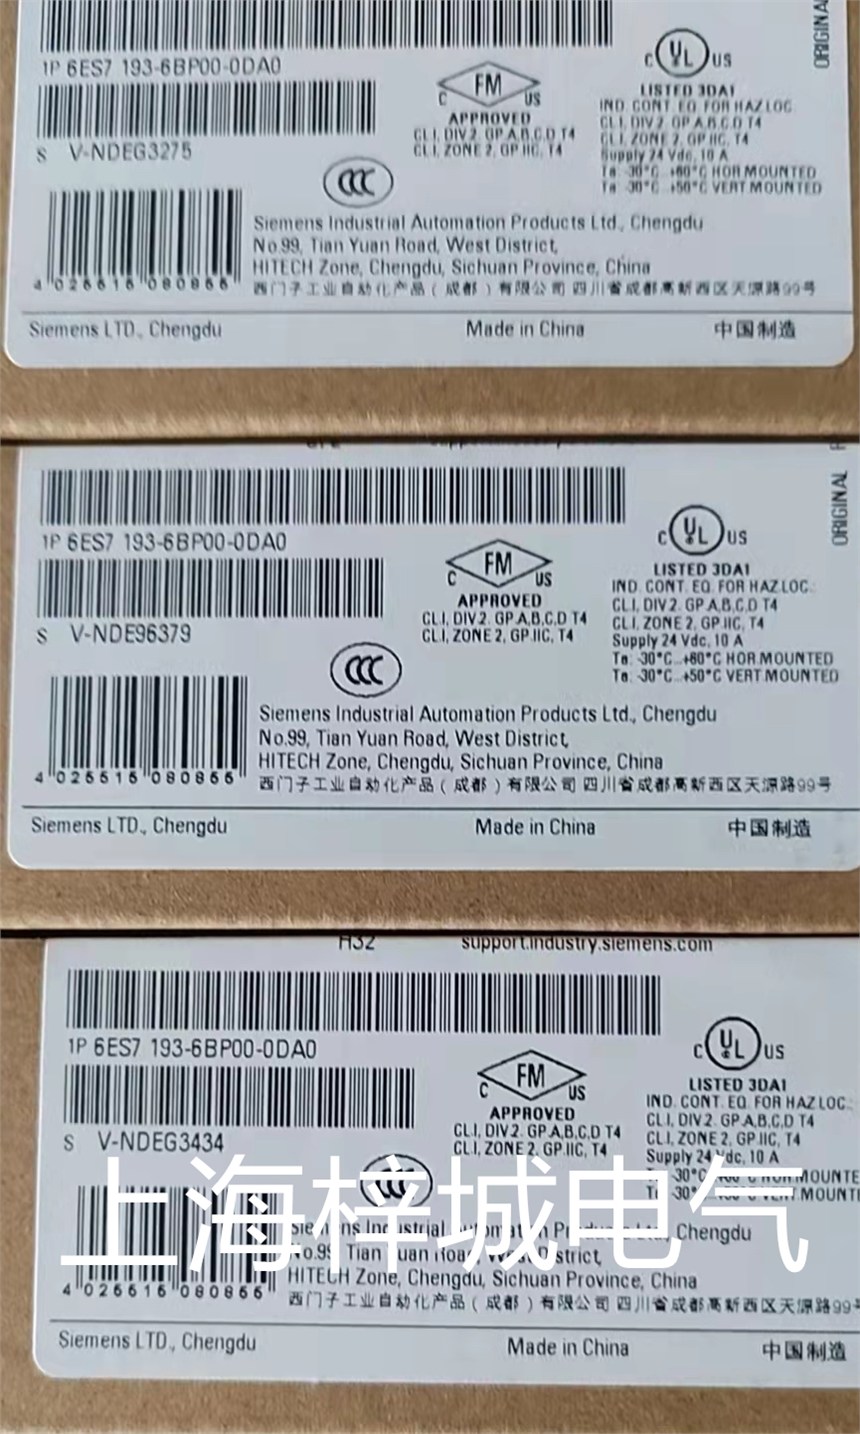 1P 6ES7 193-6BP00-0DA0
S V-NDEG3275
4 025515 080866
C FM US
APPROVED
CL I, DIV 2, GP A,B,C,D T4
CL I, ZONE 2, GP IIC, T4
C UL US
LISTED 3DA1
IND. CONT. EQ. FOR HAZ LOC.
CL I, DIV 2, GP A,B,C,D T4
CL I, ZONE 2, GP IIC, T4
Supply 24 Vdc, 10 A
Ta: -30°C...+60°C HOR MOUNTED
Ta: -30°C...+50°C VERT MOUNTED
ORIGINAL
CCC
Siemens Industrial Automation Products Ltd., Chengdu
No.99, Tian Yuan Road, West District,
HITECH Zone, Chengdu, Sichuan Province, China
西门子工业自动化产品(成都)有限公司 四川省成都高新西区天源路99号
Siemens LTD., Chengdu Made in China 中国制造
1P 6ES7 193-6BP00-0DA0
S V-NDE96379
4 025515 080866
C FM US
APPROVED
CL I, DIV 2, GP A,B,C,D T4
CL I, ZONE 2, GP IIC, T4
C UL US
LISTED 3DA1
IND. CONT. EQ. FOR HAZ LOC.:
CL I, DIV 2. GP A,B,C,D T4
CL I, ZONE 2, GP IIC, T4
Supply 24 Vdc, 10 A
Ta: -30°C...+60°C HOR MOUNTED
Ta: -30°C...+50°C VERT MOUNTED
ORIGINAL
CCC
Siemens Industrial Automation Products Ltd., Chengdu
No.99, Tian Yuan Road, West District,
HITECH Zone, Chengdu, Sichuan Province, China
西门子工业自动化产品(成都)有限公司 四川省成都高新西区天源路99号
Siemens LTD., Chengdu Made in China 中国制造
H32 support.industry.siemens.com
1P 6ES7 193-6BP00-0DA0
S V-NDEG3434
4 025515 080866
C FM US
APPROVED
CL I, DIV 2. GP A,B,C,D T4
CL I, ZONE 2, GP IIC, T4
C UL US
LISTED 3DA1
IND. CONT. EQ. FOR HAZ LOC.:
CL I, DIV 2. GP A,B,C,D T4
CL I, ZONE 2, GP IIC, T4
Supply 24 Vdc, 10 A
上海梓城电气
CCC
Siemens Industrial Automation Products Ltd., Chengdu
No.99, Tian Yuan Road, West District,
HITECH Zone, Chengdu, Sichuan Province, China
西门子工业自动化产品(成都)有限公司 四川省成都高新西区天源路99号
Siemens LTD., Chengdu Made in China 中国制造